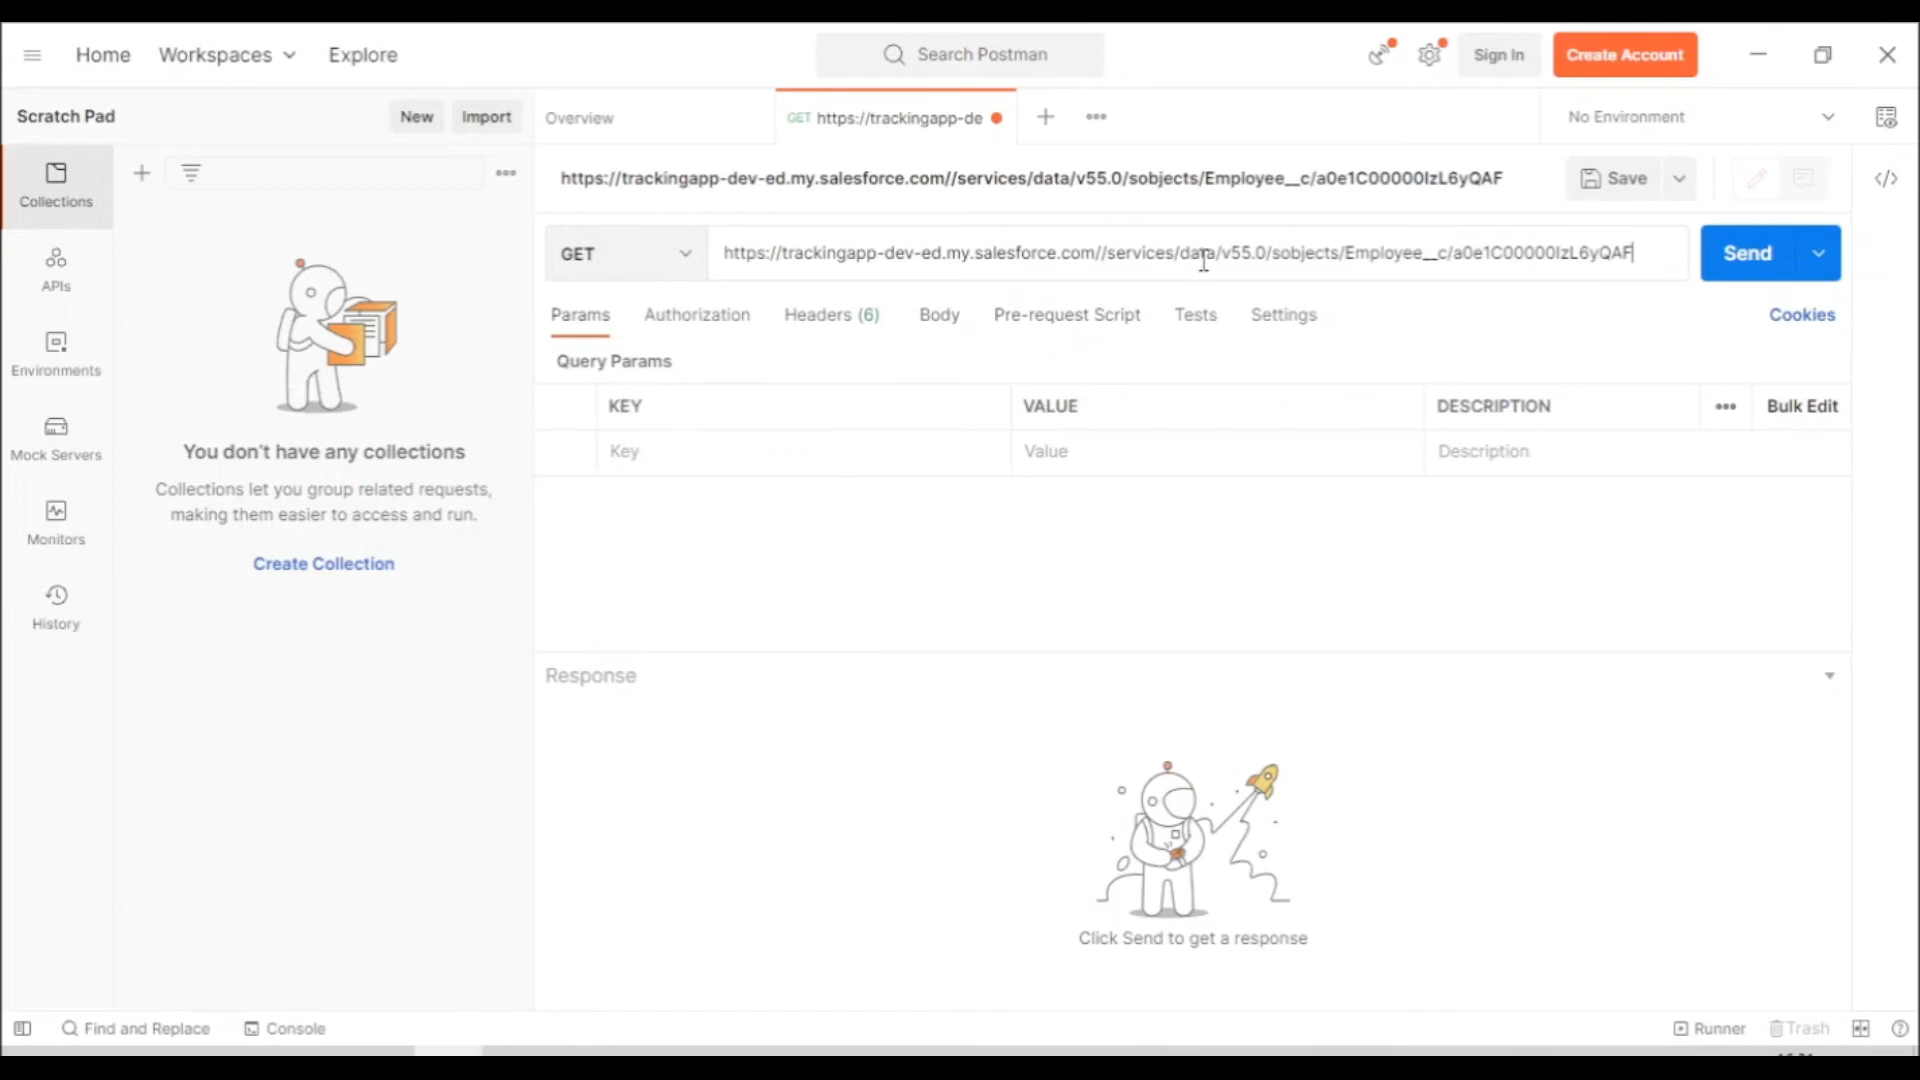 Home Workspaces Explore Search Postman Sign In Create Account
Scratch Pad New Import Overview GET https://trackingapp-de No Environment
https://trackingapp-dev-ed.my.salesforce.com//services/data/v55.0/sobjects/Employee__c/a0e1C00000IzL6yQAF Save
Collections
GET https://trackingapp-dev-ed.my.salesforce.com//services/data/v55.0/sobjects/Employee__c/a0e1C00000IzL6yQAF Send
APIs
Params Authorization Headers (6) Body Pre-request Script Tests Settings Cookies
Environments
Query Params
KEY VALUE DESCRIPTION Bulk Edit
Key Value Description
Mock Servers
You don't have any collections
Collections let you group related requests,
making them easier to access and run.
Monitors
Create Collection
History
Response
Click Send to get a response
Find and Replace Console Runner Trash